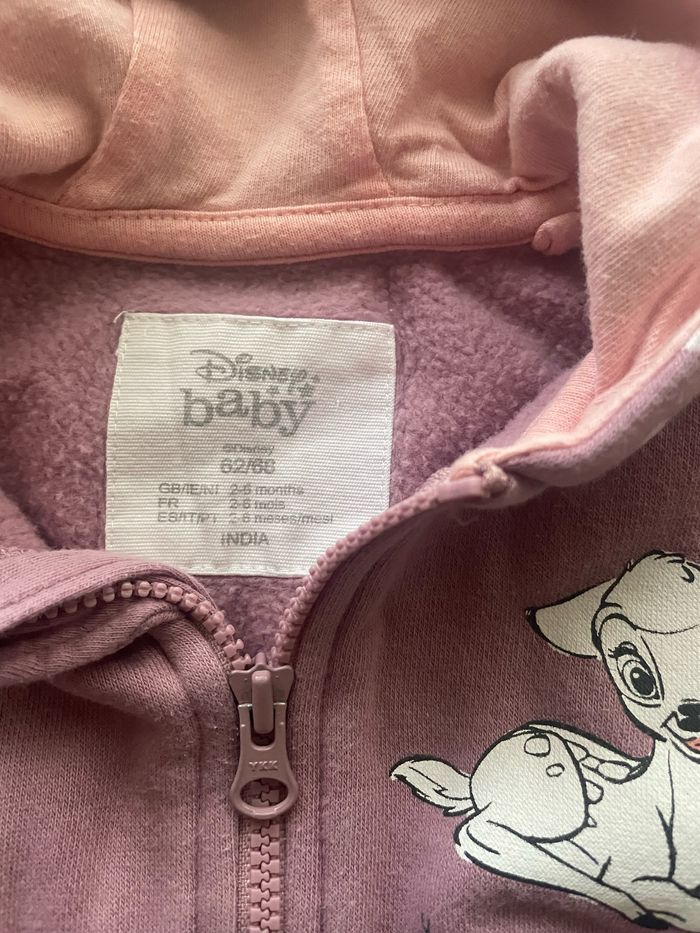 Disney
baby
©Disney
62/68
GB/IE/NI 2-6 months
FR 2-6 mois
ES/IT/PT 2-6 meses/mesi
INDIA
YKK